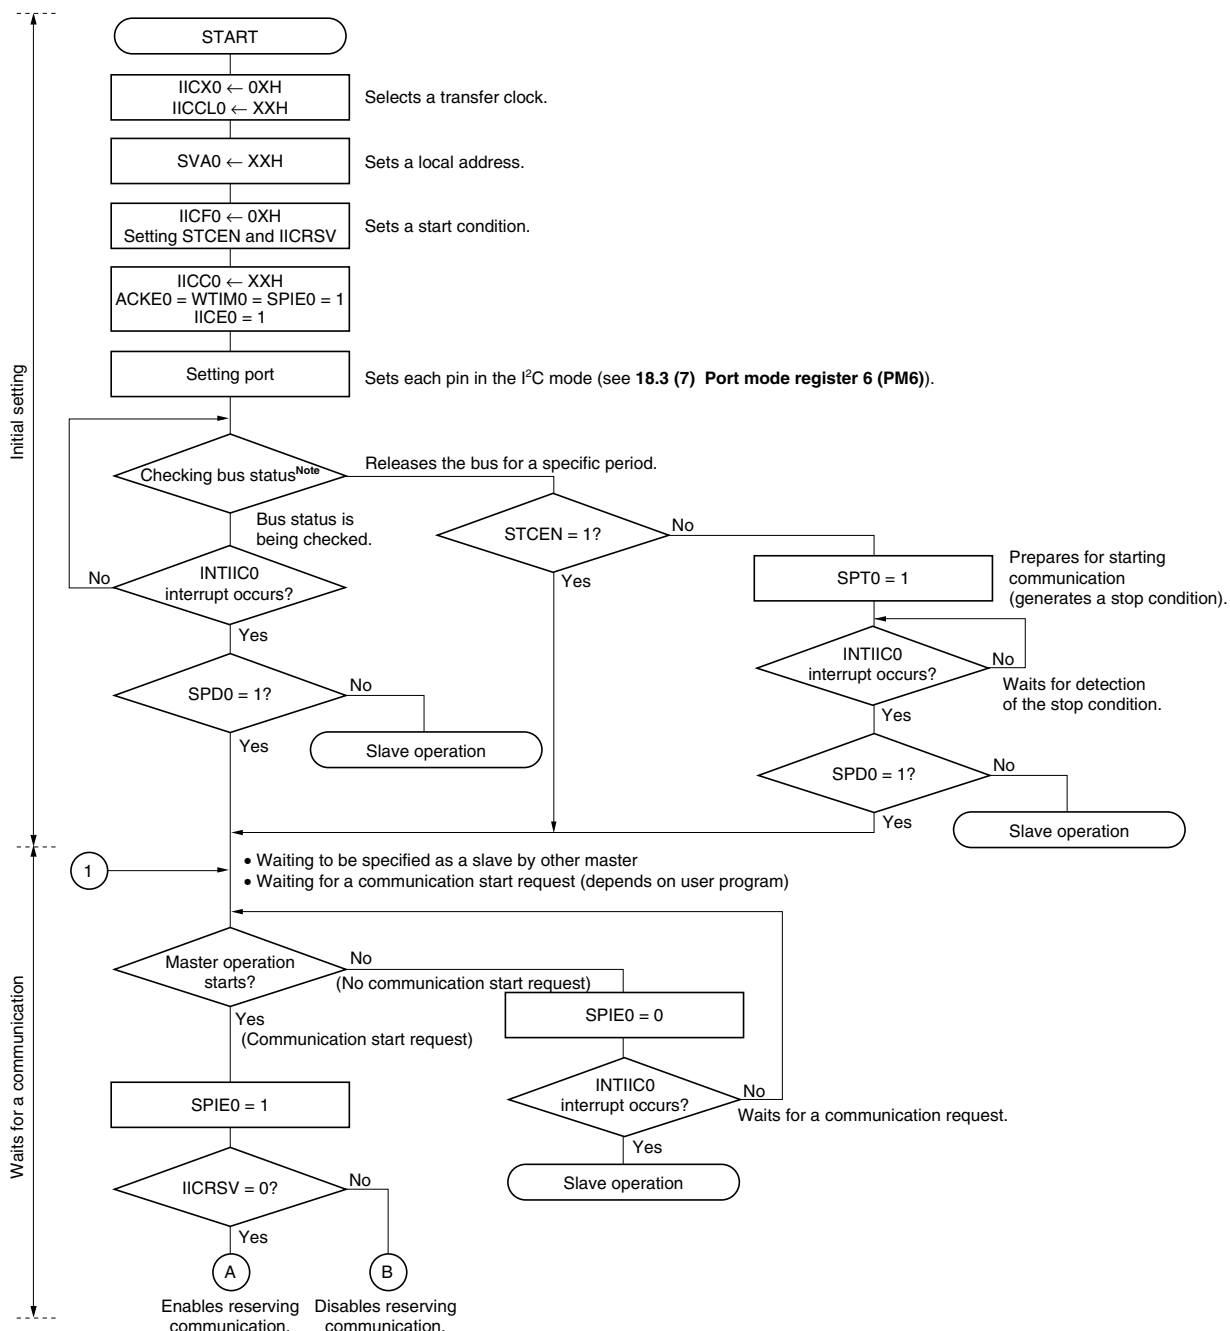 START
IICX0 ← 0XH
IICCL0 ← XXH
Selects a transfer clock.
SVA0 ← XXH
Sets a local address.
IICF0 ← 0XH
Setting STCEN and IICRSV
Sets a start condition.
IICC0 ← XXH
ACKE0 = WTIM0 = SPIE0 = 1
IICE0 = 1
Setting port
Sets each pin in the I²C mode (see 18.3 (7) Port mode register 6 (PM6)).
Initial setting
Checking bus statusNote
Releases the bus for a specific period.
Bus status is
being checked.
STCEN = 1?
No
Yes
SPT0 = 1
Prepares for starting
communication
(generates a stop condition).
INTIIC0
interrupt occurs?
No
Yes
INTIIC0
interrupt occurs?
No
Waits for detection
of the stop condition.
Yes
SPD0 = 1?
No
Yes
Slave operation
SPD0 = 1?
No
Yes
Slave operation
1
• Waiting to be specified as a slave by other master
• Waiting for a communication start request (depends on user program)
Waits for a communication
Master operation
starts?
No
(No communication start request)
Yes
(Communication start request)
SPIE0 = 0
INTIIC0
interrupt occurs?
No
Waits for a communication request.
Yes
Slave operation
SPIE0 = 1
IICRSV = 0?
No
Yes
A
B
Enables reserving
communication.
Disables reserving
communication.